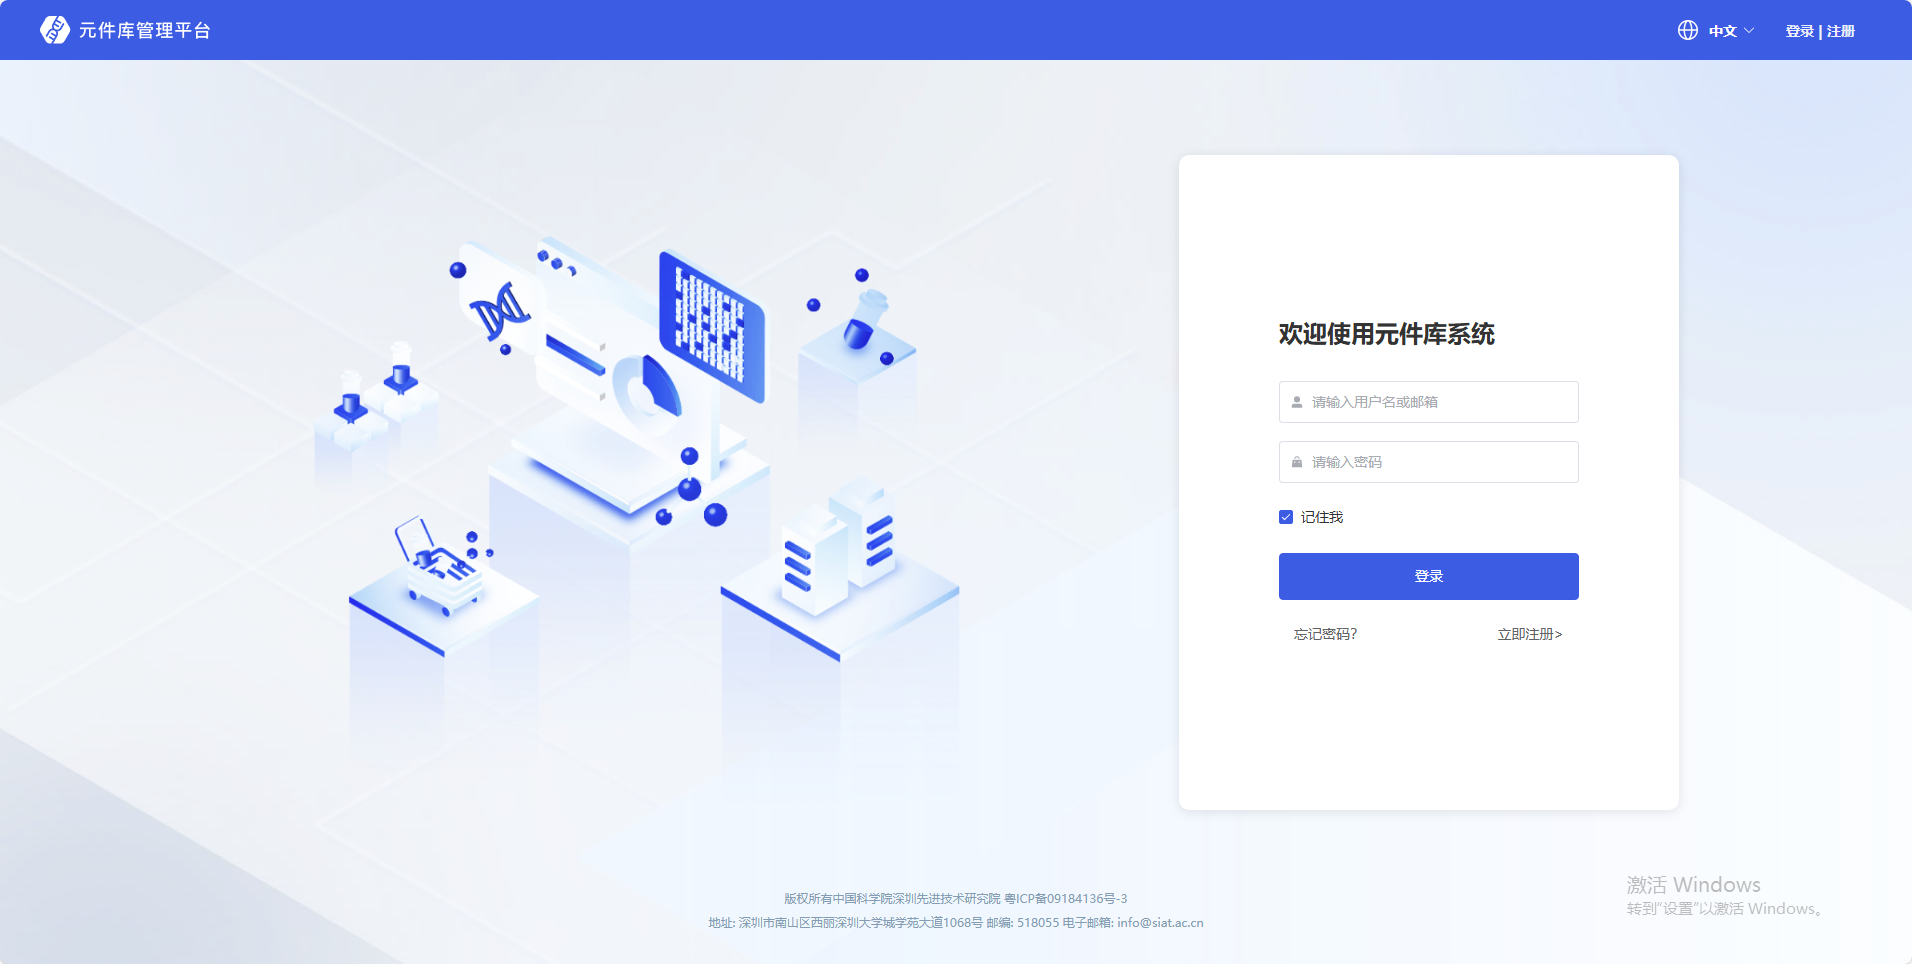 元件库管理平台
中文
登录 | 注册
欢迎使用元件库系统
请输入用户名或邮箱
请输入密码
记住我
登录
忘记密码？
立即注册>
版权所有中国科学院深圳先进技术研究院 粤ICP备09184136号-3
地址: 深圳市南山区西丽深圳大学城学苑大道1068号 邮编: 518055 电子邮箱: info@siat.ac.cn
激活 Windows
转到"设置"以激活 Windows。